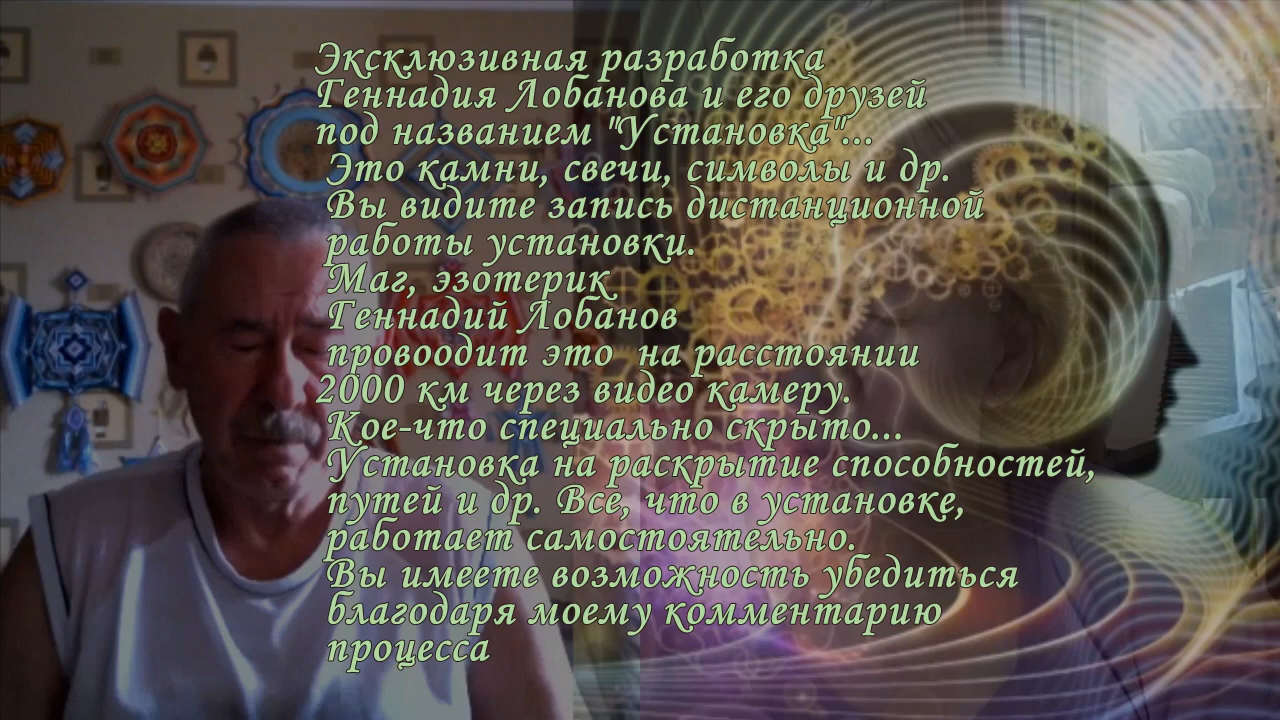 Эксклюзивная разработка
Геннадия Лобанова и его друзей
под названием "Установка"...
Это камни, свечи, символы и др.
Вы видите запись дистанционной
работы установки.
Маг, эзотерик
Геннадий Лобанов
провоодит это на расстоянии
2000 км через видео камеру.
Кое-что специально скрыто...
Установка на раскрытие способностей,
путей и др. Все, что в установке,
работает самостоятельно.
Вы имеете возможность убедиться
благодаря моему комментарию
процесса